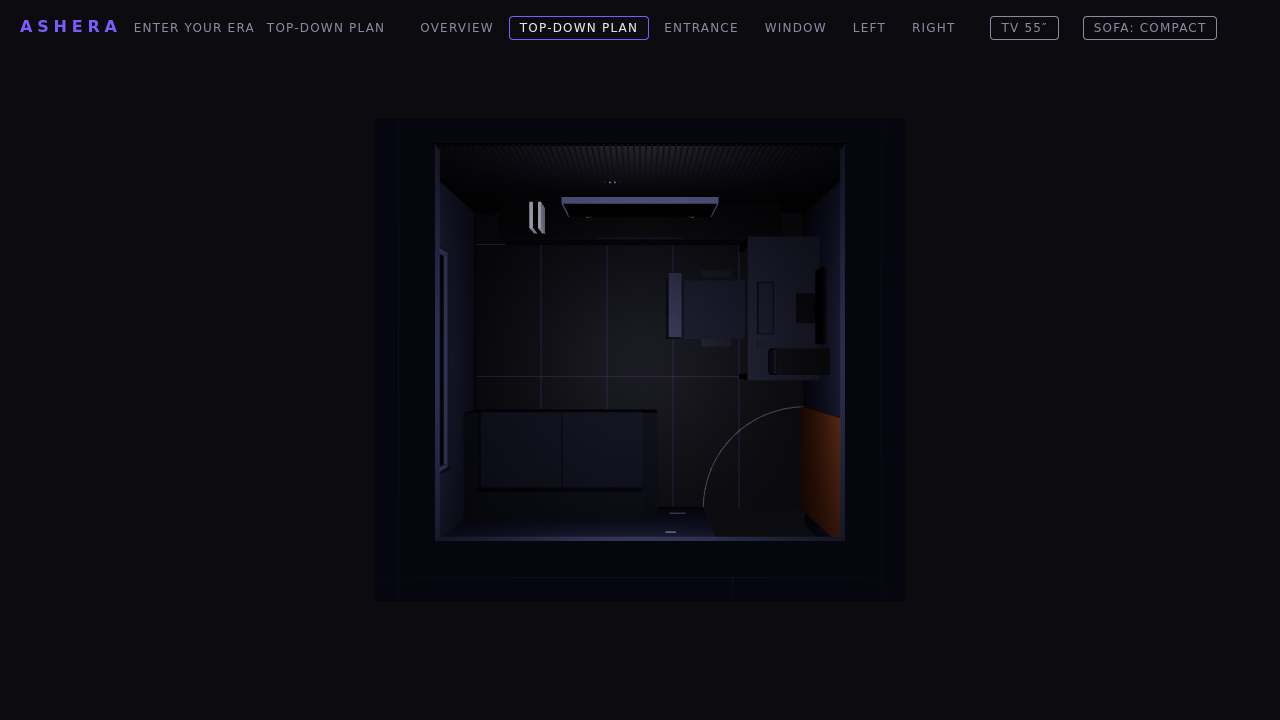 ASHERA ENTER YOUR ERA TOP-DOWN PLAN OVERVIEW TOP-DOWN PLAN ENTRANCE WINDOW LEFT RIGHT TV 55″ SOFA: COMPACT